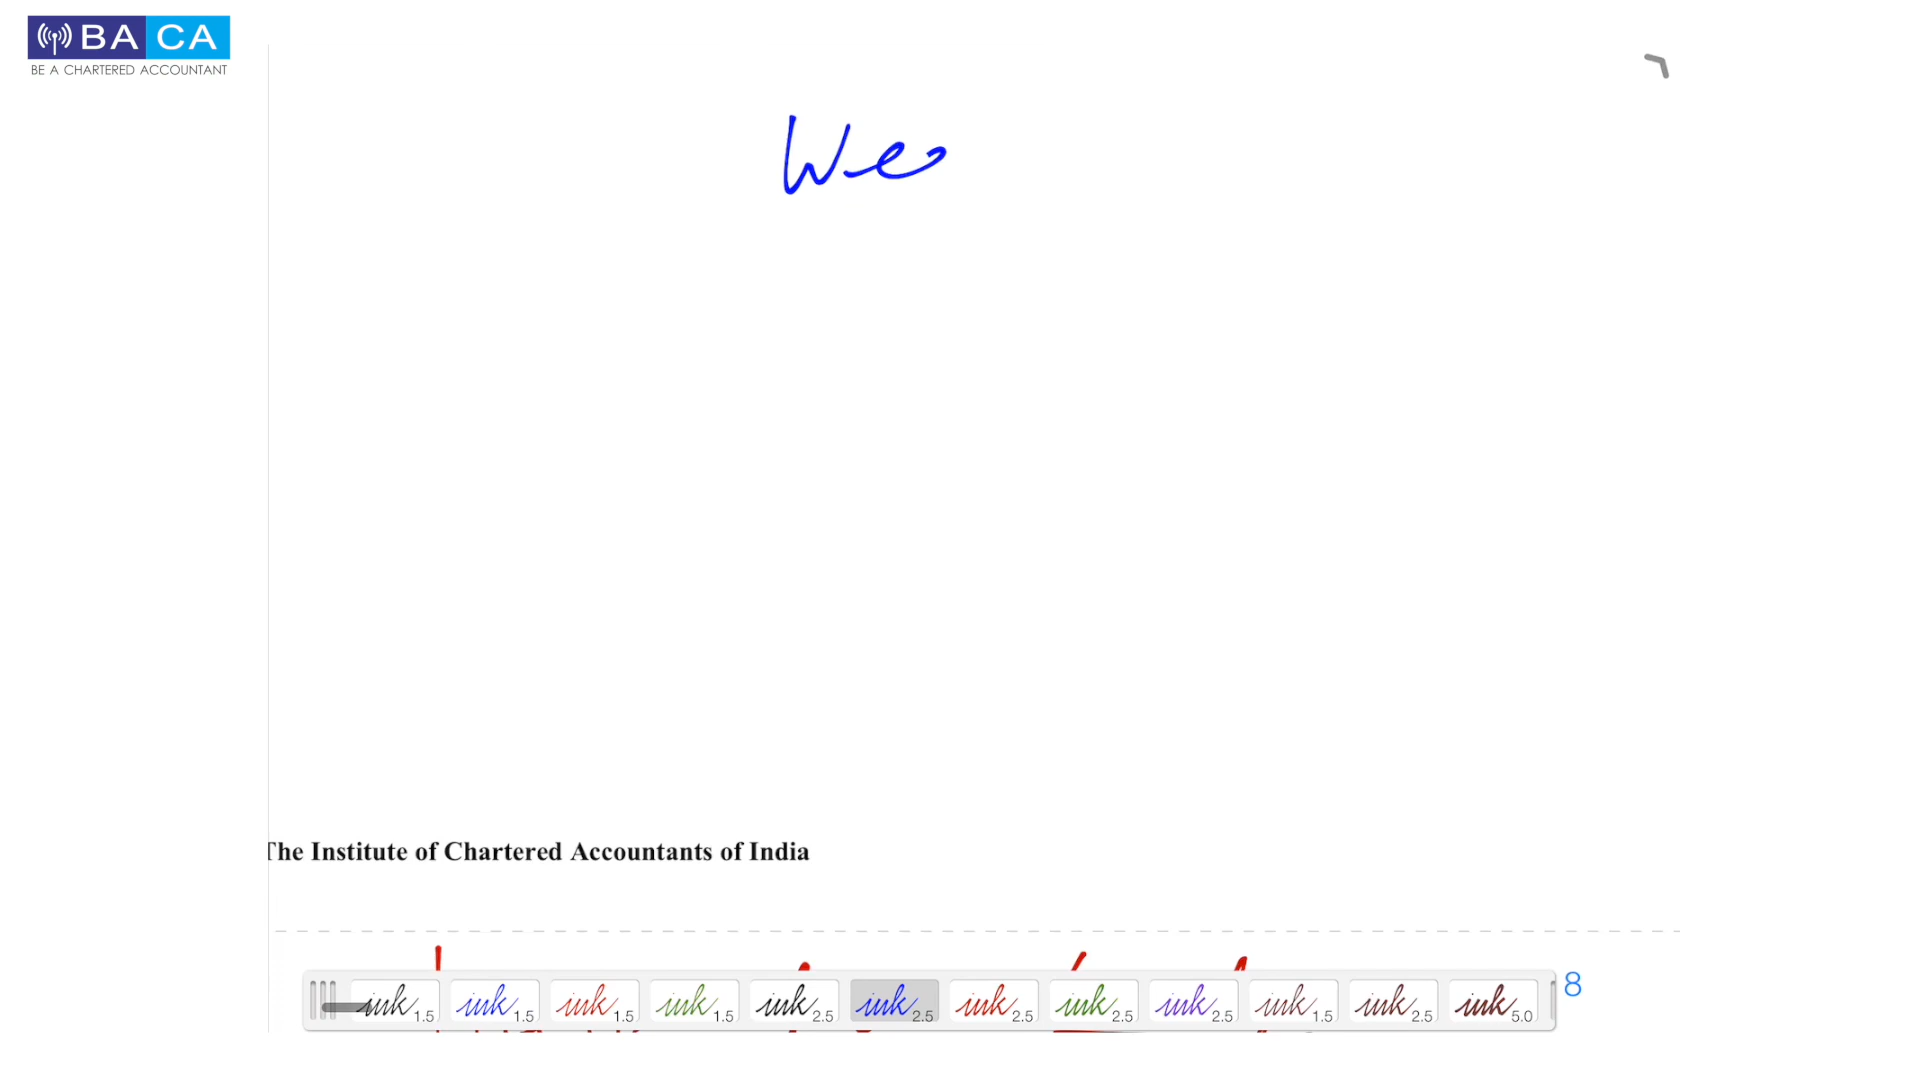 BA CA
BE A CHARTERED ACCOUNTANT
We
The Institute of Chartered Accountants of India
ink 1.5 ink 1.5 ink 1.5 ink 1.5 ink 2.5 ink 2.5 ink 2.5 ink 2.5 ink 2.5 ink 1.5 ink 2.5 ink 5.0
8